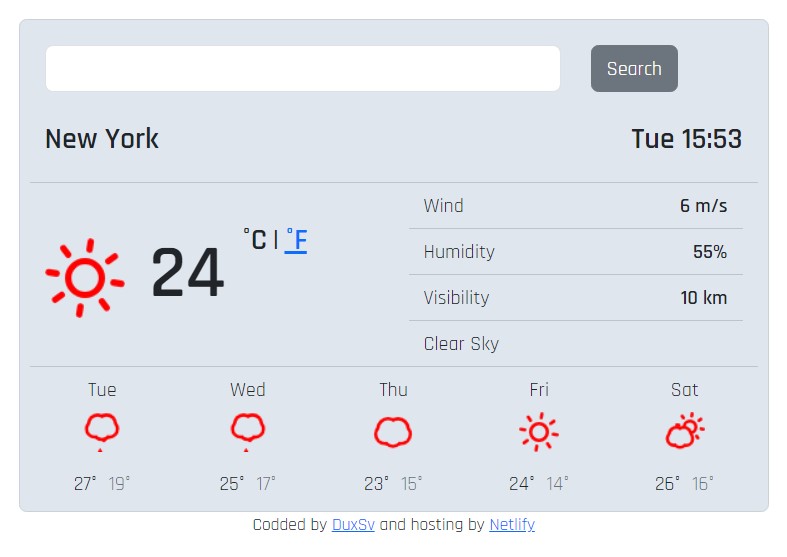 Search
New York Tue 15:53
24 °C | °F
Wind 6 m/s
Humidity 55%
Visibility 10 km
Clear Sky
Tue Wed Thu Fri Sat
27° 19° 25° 17° 23° 15° 24° 14° 26° 16°
Codded by DuxSv and hosting by Netlify